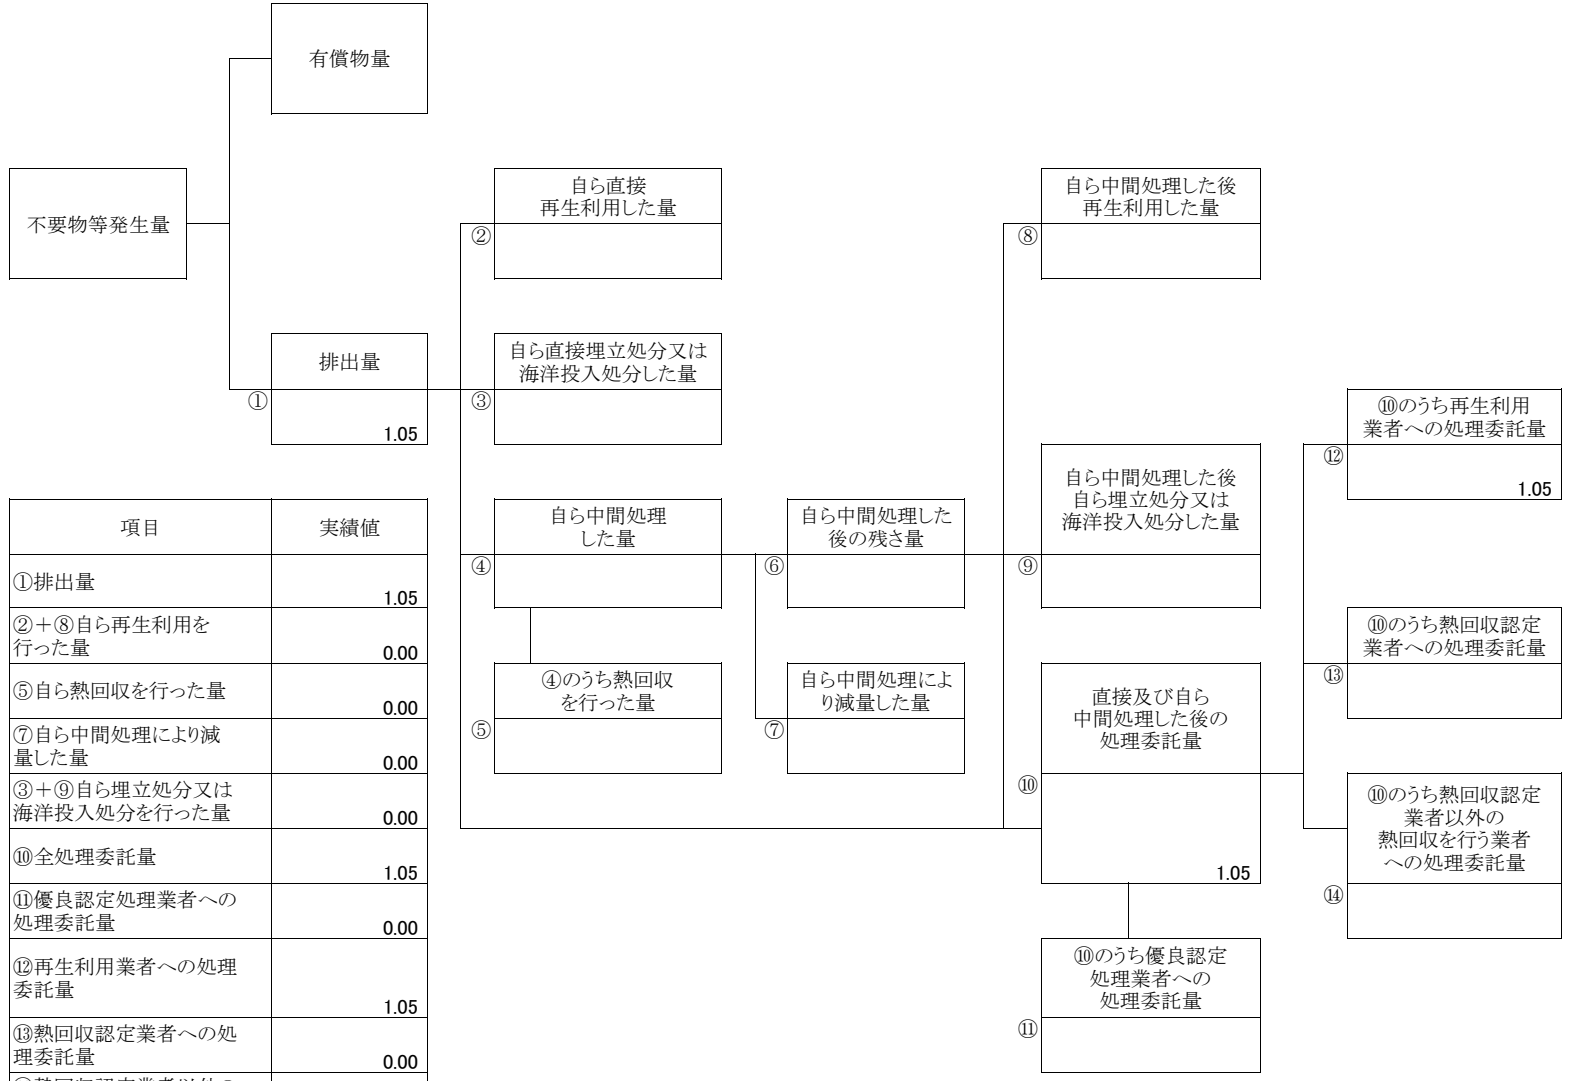 有償物量
不要物等発生量
自ら直接
再生利用した量
②
自ら中間処理した後
再生利用した量
⑧
排出量
①
1.05
自ら直接埋立処分又は
海洋投入処分した量
③
⑩のうち再生利用
業者への処理委託量
⑫
1.05
自ら中間処理
した量
④
自ら中間処理した
後の残さ量
⑥
自ら中間処理した後
自ら埋立処分又は
海洋投入処分した量
⑨
⑩のうち熱回収認定
業者への処理委託量
⑬
④のうち熱回収
を行った量
⑤
自ら中間処理によ
り減量した量
⑦
直接及び自ら
中間処理した後の
処理委託量
⑩
1.05
⑩のうち熱回収認定
業者以外の
熱回収を行う業者
への処理委託量
⑭
⑩のうち優良認定
処理業者への
処理委託量
⑪
項目 実績値
①排出量
1.05
②＋⑧自ら再生利用を
行った量
0.00
⑤自ら熱回収を行った量
0.00
⑦自ら中間処理により減
量した量
0.00
③＋⑨自ら埋立処分又は
海洋投入処分を行った量
0.00
⑩全処理委託量
1.05
⑪優良認定処理業者への
処理委託量
0.00
⑫再生利用業者への処理
委託量
1.05
⑬熱回収認定業者への処
理委託量
0.00